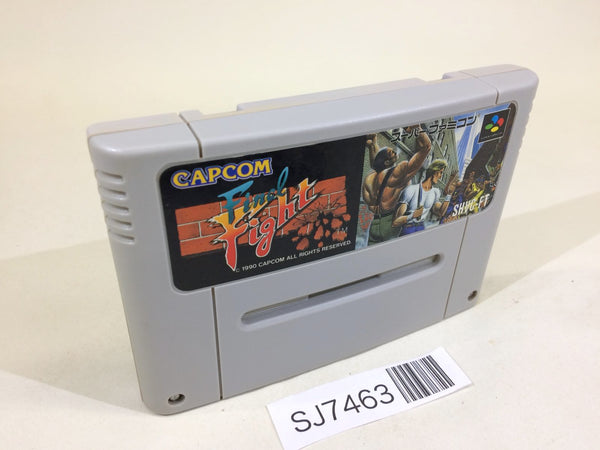 CAPCOM
Final
Fight
TM
© 1990 CAPCOM ALL RIGHTS RESERVED
スーパーファミコン
SHVC-FT
SJ7463